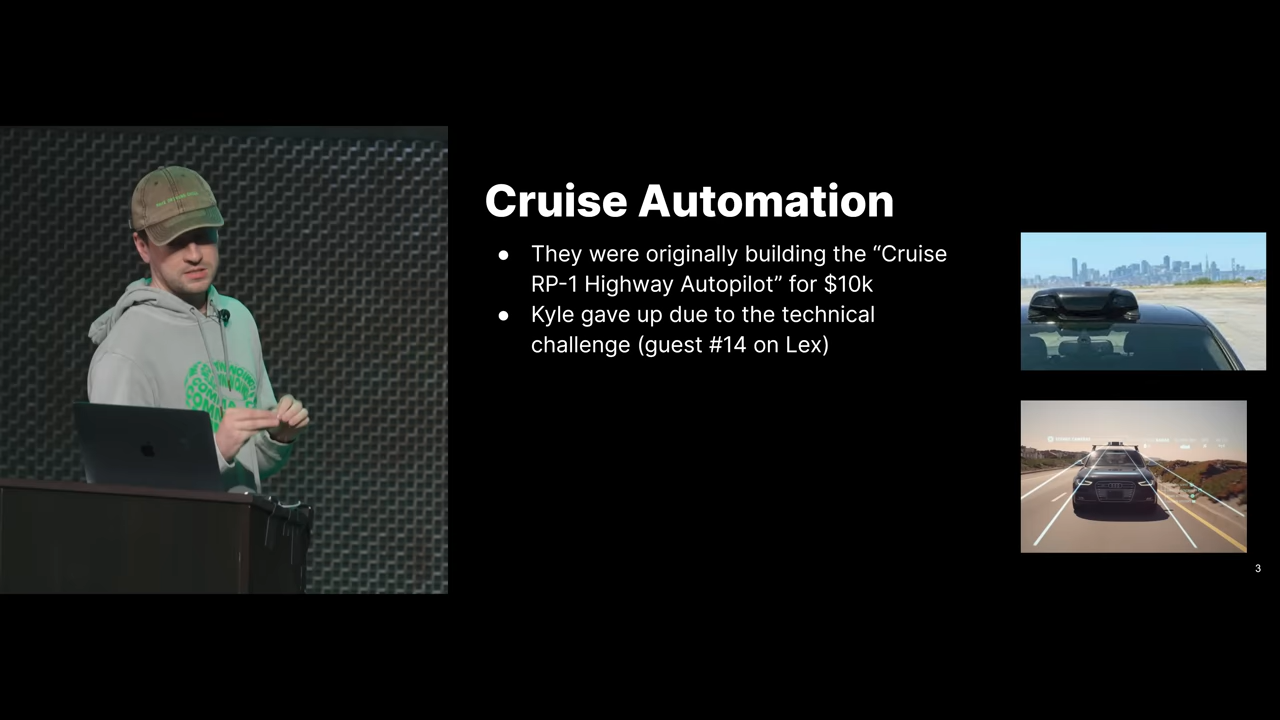 Cruise Automation
● They were originally building the “Cruise
RP-1 Highway Autopilot” for $10k
● Kyle gave up due to the technical
challenge (guest #14 on Lex)
3